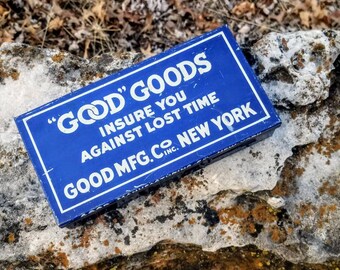 "GOOD" GOODS
INSURE YOU
AGAINST LOST TIME
GOOD MFG. CO INC. NEW YORK